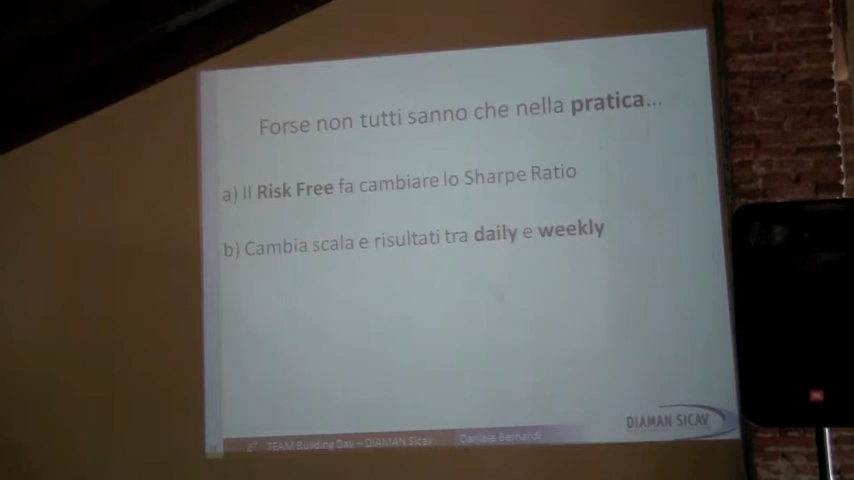 Forse non tutti sanno che nella pratica...
a) Il Risk Free fa cambiare lo Sharpe Ratio
b) Cambia scala e risultati tra daily e weekly
DIAMAN SICAV
2° TEAM Building Day – DIAMAN Sicav Daniele Bernardi